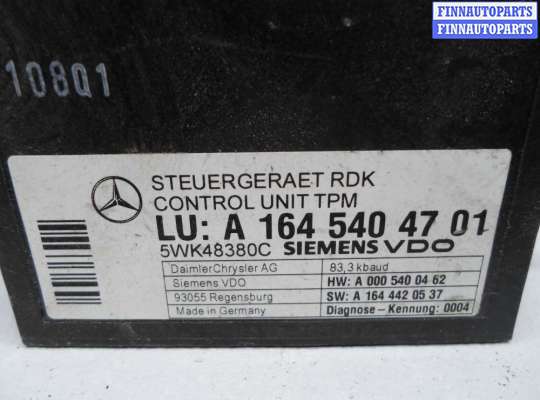 FINNAUTOPARTS
FINNAUTOPARTS
FINNAUTOPARTS
108Q1
STEUERGERAET RDK
CONTROL UNIT TPM
LU: A 164 540 47 01
5WK48380C SIEMENS VDO
DaimlerChrysler AG
Siemens VDO
93055 Regensburg
Made in Germany
83,3 kbaud
HW: A 000 540 04 62
SW: A 164 442 05 37
Diagnose - Kennung: 0004